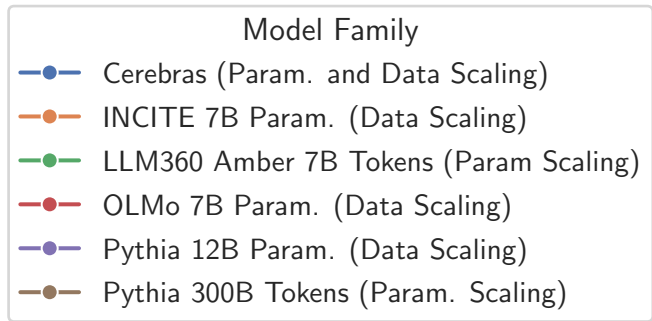 Model Family
Cerebras (Param. and Data Scaling)
INCITE 7B Param. (Data Scaling)
LLM360 Amber 7B Tokens (Param Scaling)
OLMo 7B Param. (Data Scaling)
Pythia 12B Param. (Data Scaling)
Pythia 300B Tokens (Param. Scaling)